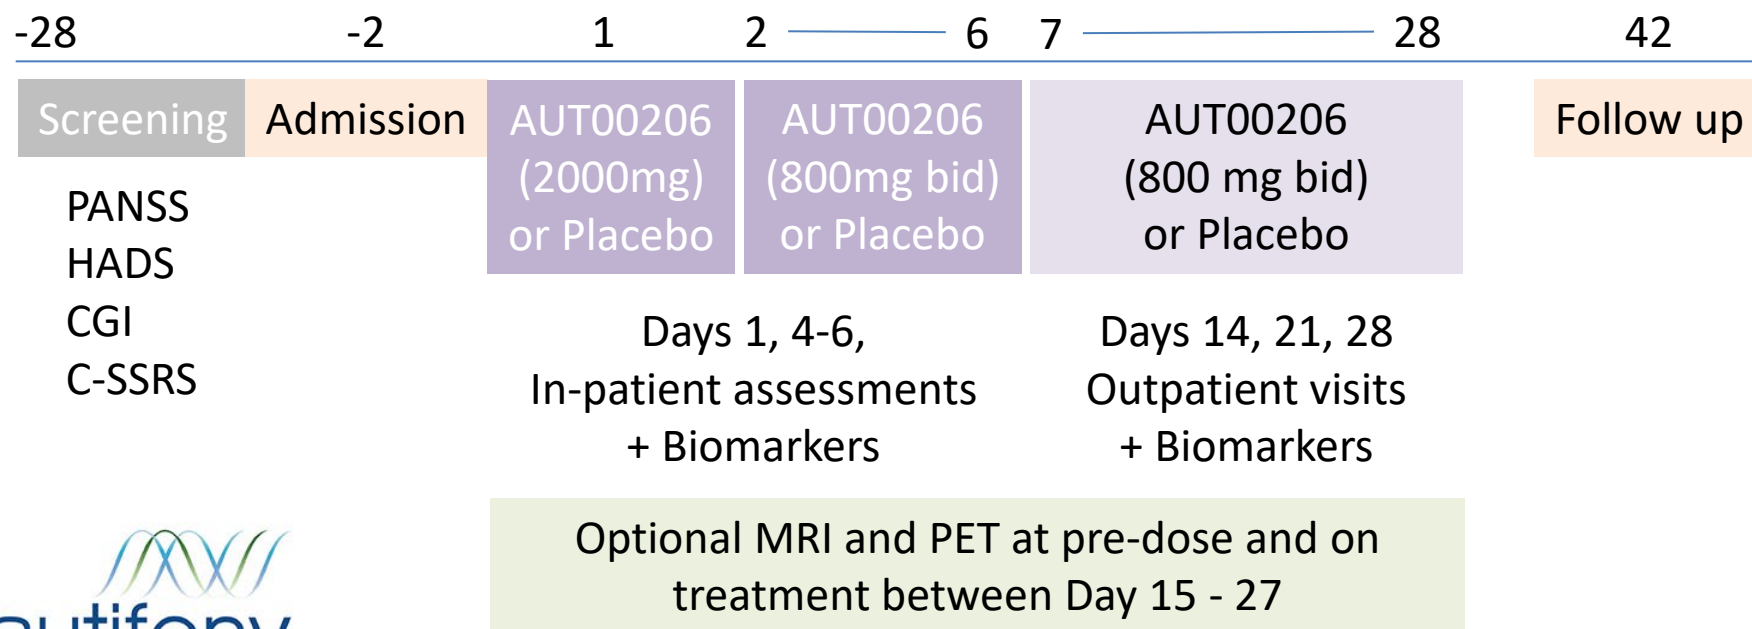 -28 -2 1 2 6 7 28 42
Screening Admission AUT00206 AUT00206 AUT00206 Follow up
(2000mg) (800mg bid) (800 mg bid)
or Placebo or Placebo or Placebo
PANSS
HADS
CGI
C-SSRS
Days 1, 4-6,
In-patient assessments
+ Biomarkers
Days 14, 21, 28
Outpatient visits
+ Biomarkers
Optional MRI and PET at pre-dose and on
treatment between Day 15 - 27
autifony